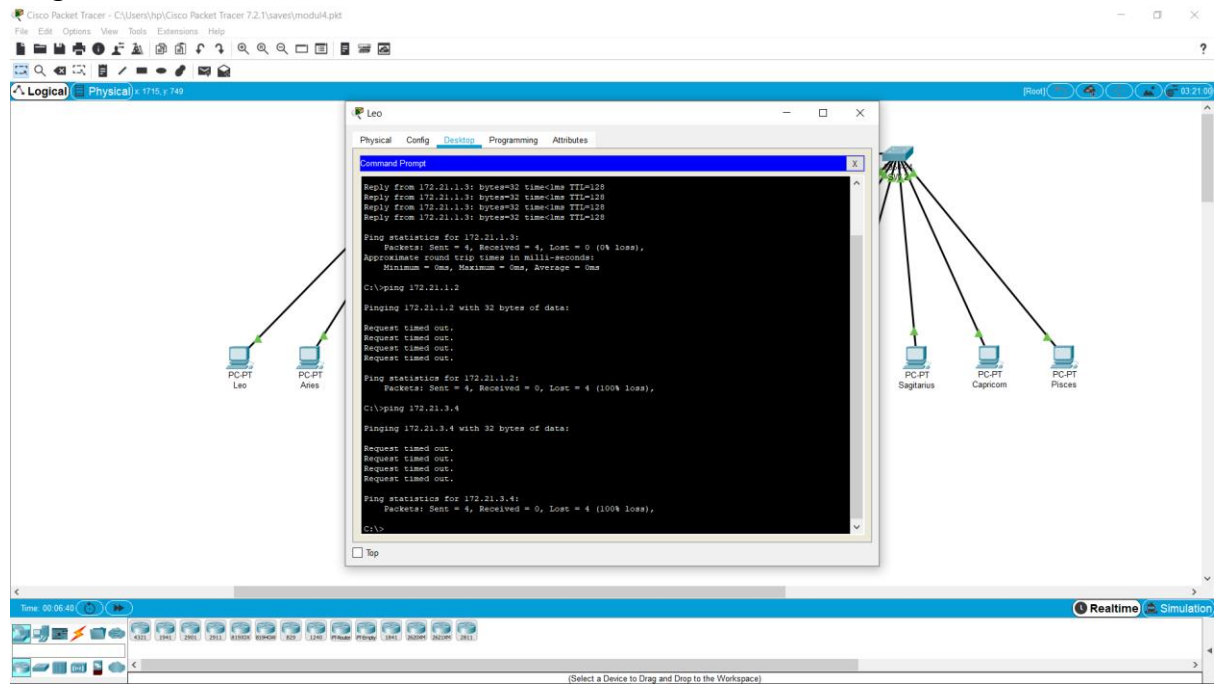 Cisco Packet Tracer - C:\Users\hp\Cisco Packet Tracer 7.2.1\saves\modul4.pkt
File Edit Options View Tools Extensions Help
Logical Physical x: 1715, y: 749 [Root] 03:21:00
Leo
Physical Config Desktop Programming Attributes
Command Prompt
X
Reply from 172.21.1.3: bytes=32 time<1ms TTL=128
Reply from 172.21.1.3: bytes=32 time<1ms TTL=128
Reply from 172.21.1.3: bytes=32 time<1ms TTL=128
Reply from 172.21.1.3: bytes=32 time<1ms TTL=128
Ping statistics for 172.21.1.3:
Packets: Sent = 4, Received = 4, Lost = 0 (0% loss),
Approximate round trip times in milli-seconds:
Minimum = 0ms, Maximum = 0ms, Average = 0ms
C:\>ping 172.21.1.2
Pinging 172.21.1.2 with 32 bytes of data:
Request timed out.
Request timed out.
Request timed out.
Request timed out.
Ping statistics for 172.21.1.2:
Packets: Sent = 4, Received = 0, Lost = 4 (100% loss),
C:\>ping 172.21.3.4
Pinging 172.21.3.4 with 32 bytes of data:
Request timed out.
Request timed out.
Request timed out.
Request timed out.
Ping statistics for 172.21.3.4:
Packets: Sent = 4, Received = 0, Lost = 4 (100% loss),
C:\>
Top
PC-PT
Leo
PC-PT
Aries
PC-PT
Sagitarius
PC-PT
Capricorn
PC-PT
Pisces
Time: 00:06:40 Realtime Simulation
4321 1941 2901 2911 819 1240 2811
(Select a Device to Drag and Drop to the Workspace)